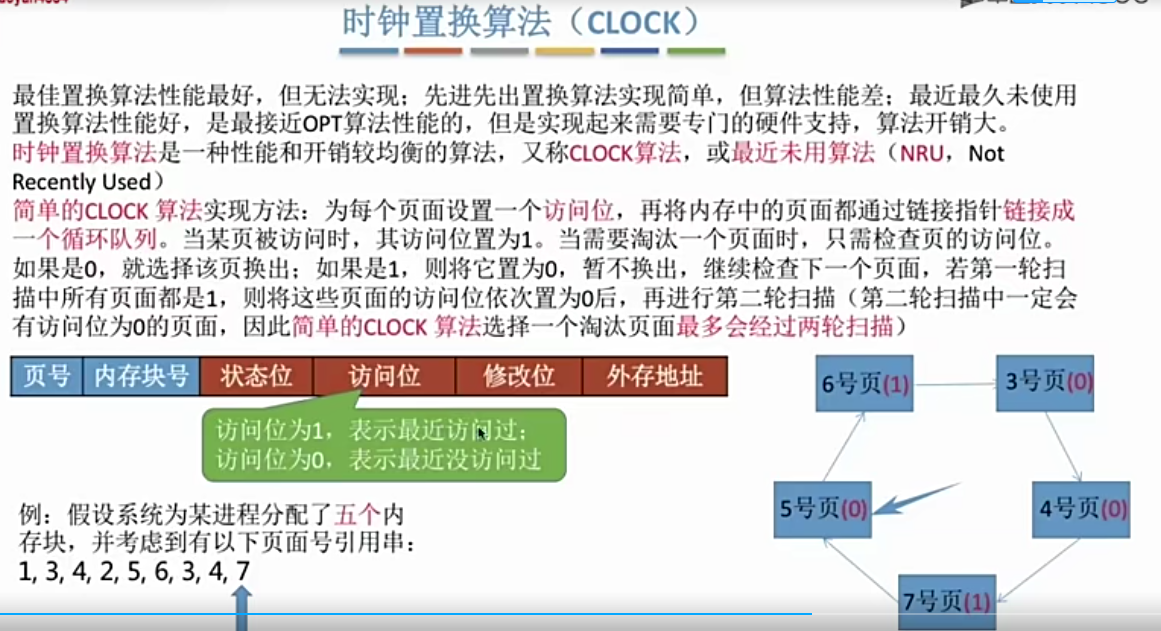 时钟置换算法（CLOCK）
最佳置换算法性能最好，但无法实现；先进先出置换算法实现简单，但算法性能差；最近最久未使用
置换算法性能好，是最接近OPT算法性能的，但是实现起来需要专门的硬件支持，算法开销大。
时钟置换算法是一种性能和开销较均衡的算法，又称CLOCK算法，或最近未用算法（NRU，Not
Recently Used）
简单的CLOCK 算法实现方法：为每个页面设置一个访问位，再将内存中的页面都通过链接指针链接成
一个循环队列。当某页被访问时，其访问位置为1。当需要淘汰一个页面时，只需检查页的访问位。
如果是0，就选择该页换出；如果是1，则将它置为0，暂不换出，继续检查下一个页面，若第一轮扫
描中所有页面都是1，则将这些页面的访问位依次置为0后，再进行第二轮扫描（第二轮扫描中一定会
有访问位为0的页面，因此简单的CLOCK 算法选择一个淘汰页面最多会经过两轮扫描）
页号 内存块号 状态位 访问位 修改位 外存地址
访问位为1，表示最近访问过；
访问位为0，表示最近没访问过
例：假设系统为某进程分配了五个内
存块，并考虑到有以下页面号引用串：
1, 3, 4, 2, 5, 6, 3, 4, 7
6号页(1)
3号页(0)
5号页(0)
4号页(0)
7号页(1)